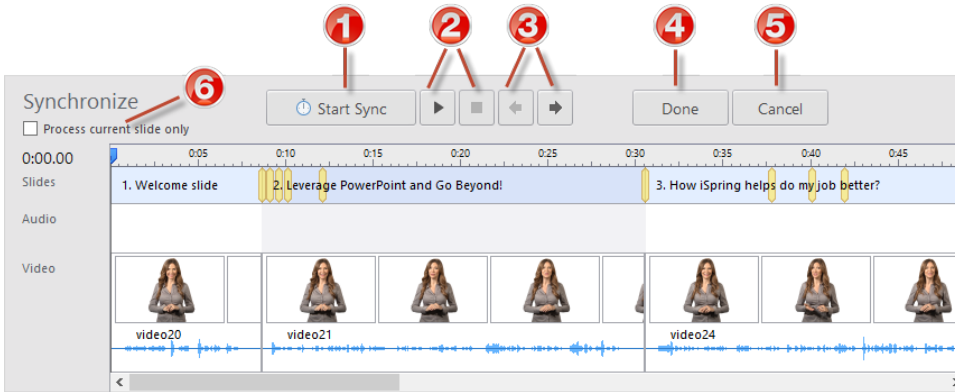 1 2 3 4 5
6
Synchronize
Start Sync
Done
Cancel
Process current slide only
0:00.00
0:05 0:10 0:15 0:20 0:25 0:30 0:35 0:40 0:45
Slides
1. Welcome slide
2. Leverage PowerPoint and Go Beyond!
3. How iSpring helps do my job better?
Audio
Video
video20
video21
video24